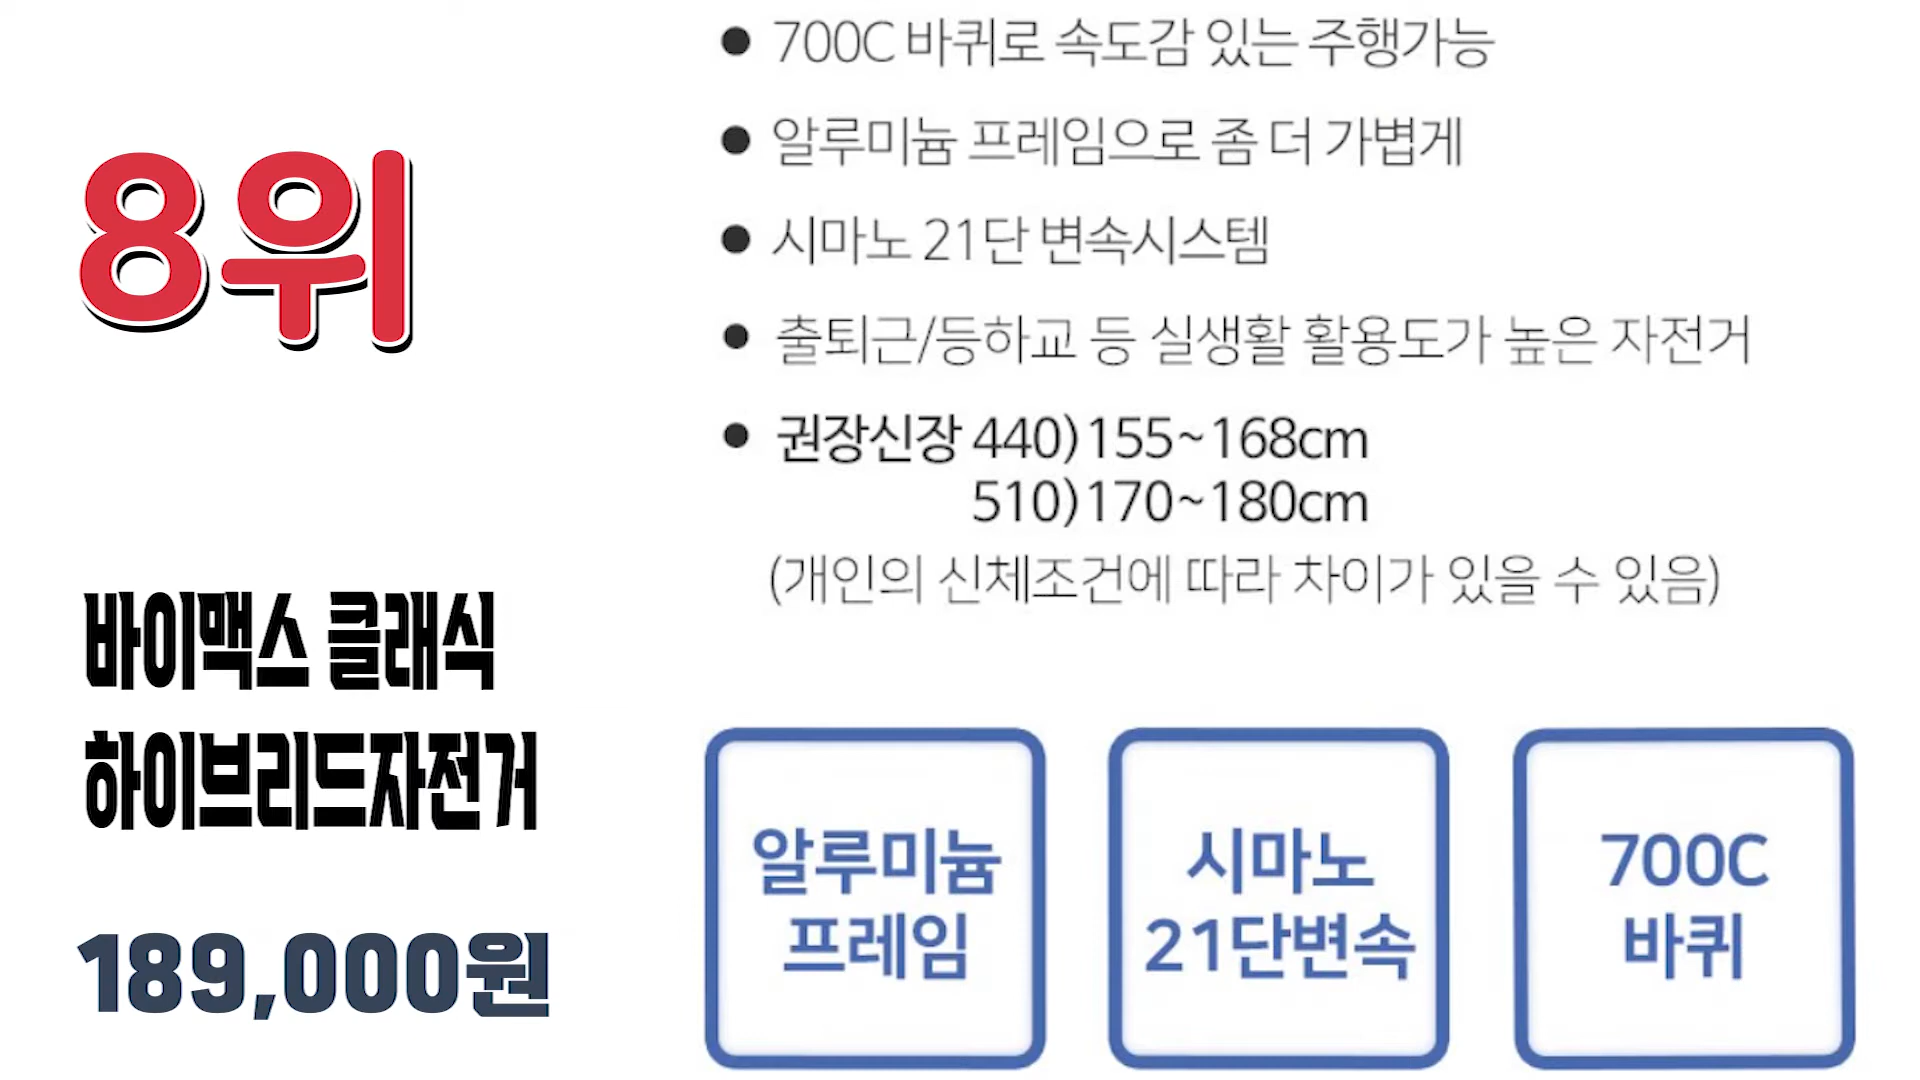 8위
바이맥스 클래식
하이브리드자전거
189,000원
● 700C 바퀴로 속도감 있는 주행가능
● 알루미늄 프레임으로 좀 더 가볍게
● 시마노 21단 변속시스템
● 출퇴근/등하교 등 실생활 활용도가 높은 자전거
● 권장신장 440)155~168cm
510)170~180cm
(개인의 신체조건에 따라 차이가 있을 수 있음)
알루미늄
프레임
시마노
21단변속
700C
바퀴